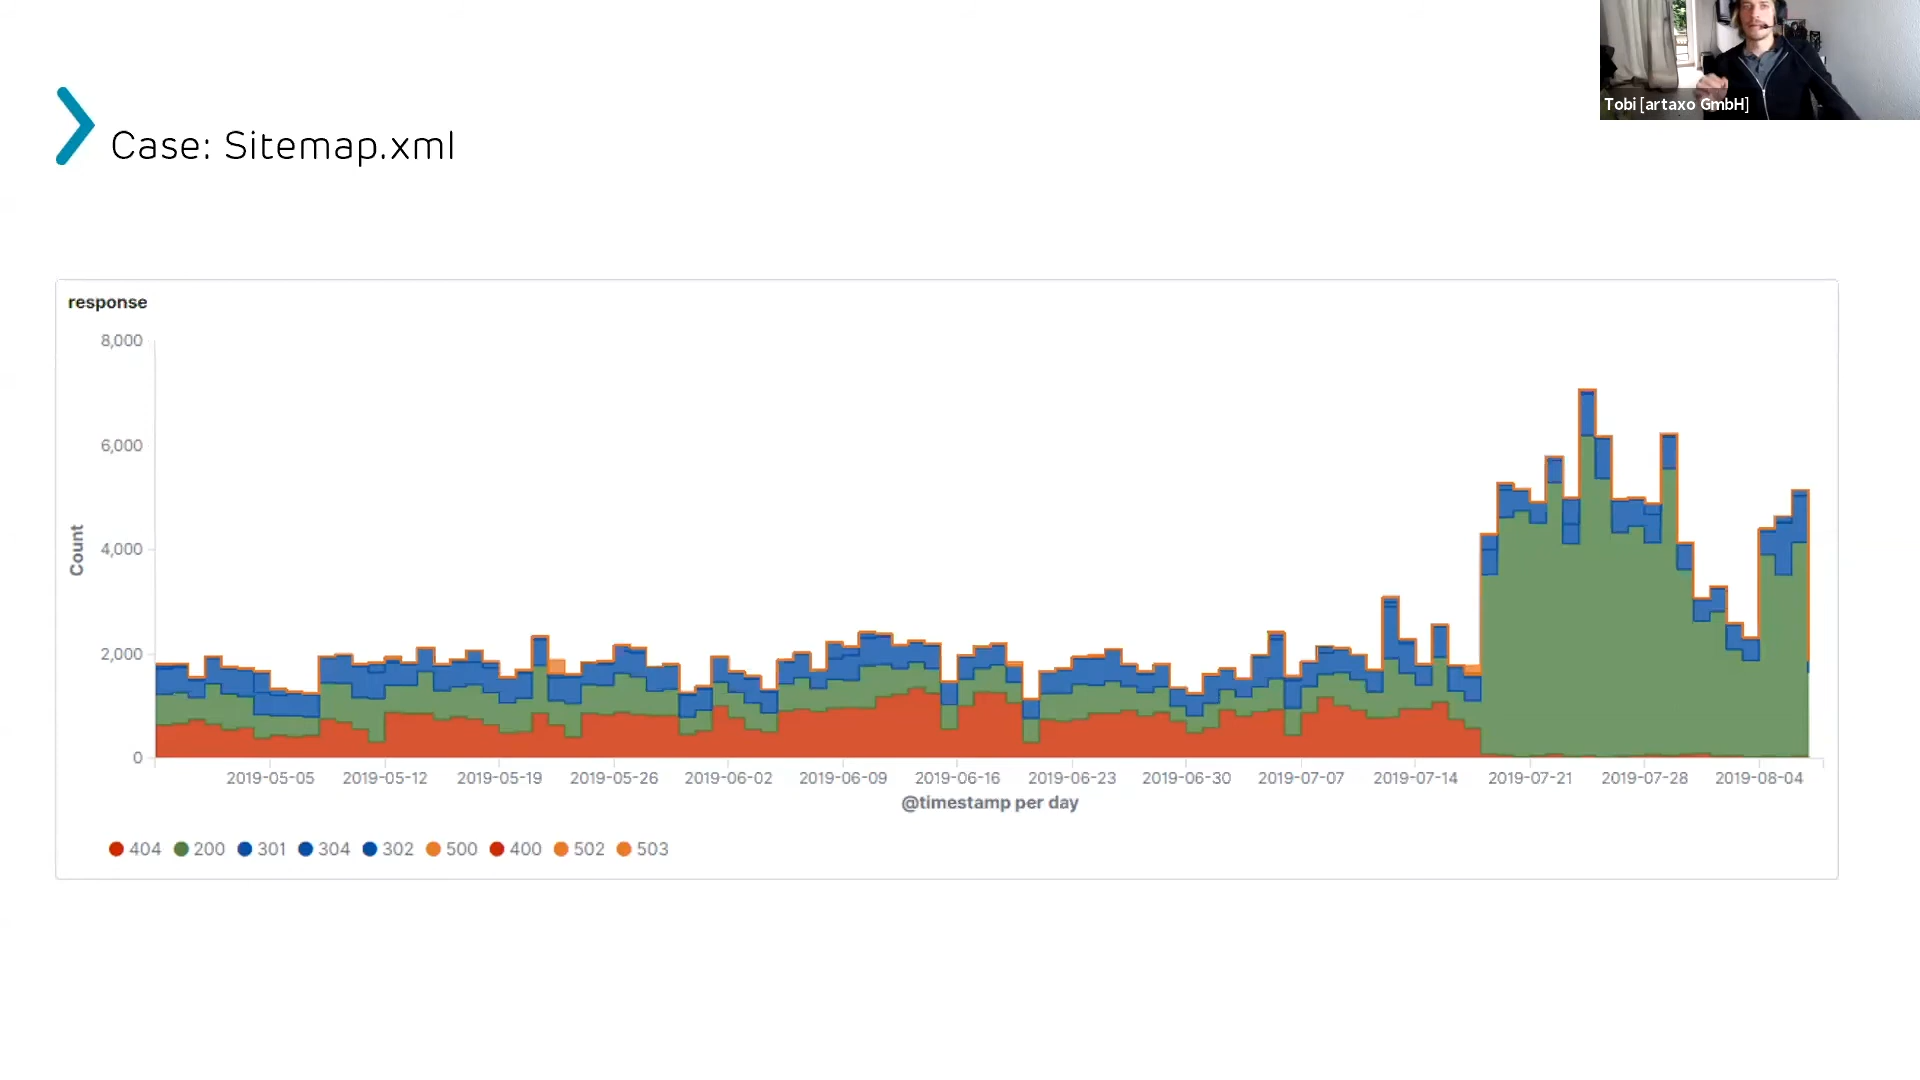 Tobi [artaxo GmbH]
Case: Sitemap.xml
response
8,000
6,000
4,000
2,000
0
Count
2019-05-05 2019-05-12 2019-05-19 2019-05-26 2019-06-02 2019-06-09 2019-06-16 2019-06-23 2019-06-30 2019-07-07 2019-07-14 2019-07-21 2019-07-28 2019-08-04
@timestamp per day
404 200 301 304 302 500 400 502 503